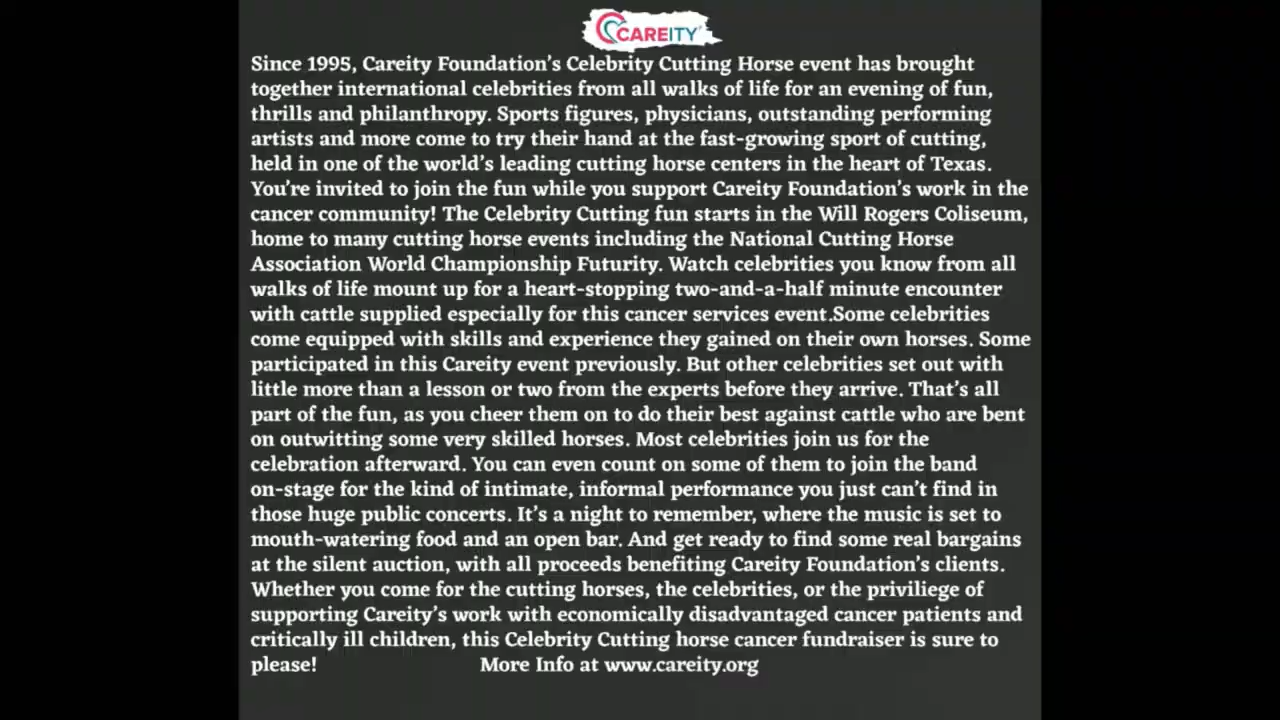 CAREITY
Since 1995, Careity Foundation's Celebrity Cutting Horse event has brought
together international celebrities from all walks of life for an evening of fun,
thrills and philanthropy. Sports figures, physicians, outstanding performing
artists and more come to try their hand at the fast-growing sport of cutting,
held in one of the world's leading cutting horse centers in the heart of Texas.
You're invited to join the fun while you support Careity Foundation's work in the
cancer community! The Celebrity Cutting fun starts in the Will Rogers Coliseum,
home to many cutting horse events including the National Cutting Horse
Association World Championship Futurity. Watch celebrities you know from all
walks of life mount up for a heart-stopping two-and-a-half minute encounter
with cattle supplied especially for this cancer services event.Some celebrities
come equipped with skills and experience they gained on their own horses. Some
participated in this Careity event previously. But other celebrities set out with
little more than a lesson or two from the experts before they arrive. That's all
part of the fun, as you cheer them on to do their best against cattle who are bent
on outwitting some very skilled horses. Most celebrities join us for the
celebration afterward. You can even count on some of them to join the band
on-stage for the kind of intimate, informal performance you just can't find in
those huge public concerts. It's a night to remember, where the music is set to
mouth-watering food and an open bar. And get ready to find some real bargains
at the silent auction, with all proceeds benefiting Careity Foundation's clients.
Whether you come for the cutting horses, the celebrities, or the priviliege of
supporting Careity's work with economically disadvantaged cancer patients and
critically ill children, this Celebrity Cutting horse cancer fundraiser is sure to
please! More Info at www.careity.org